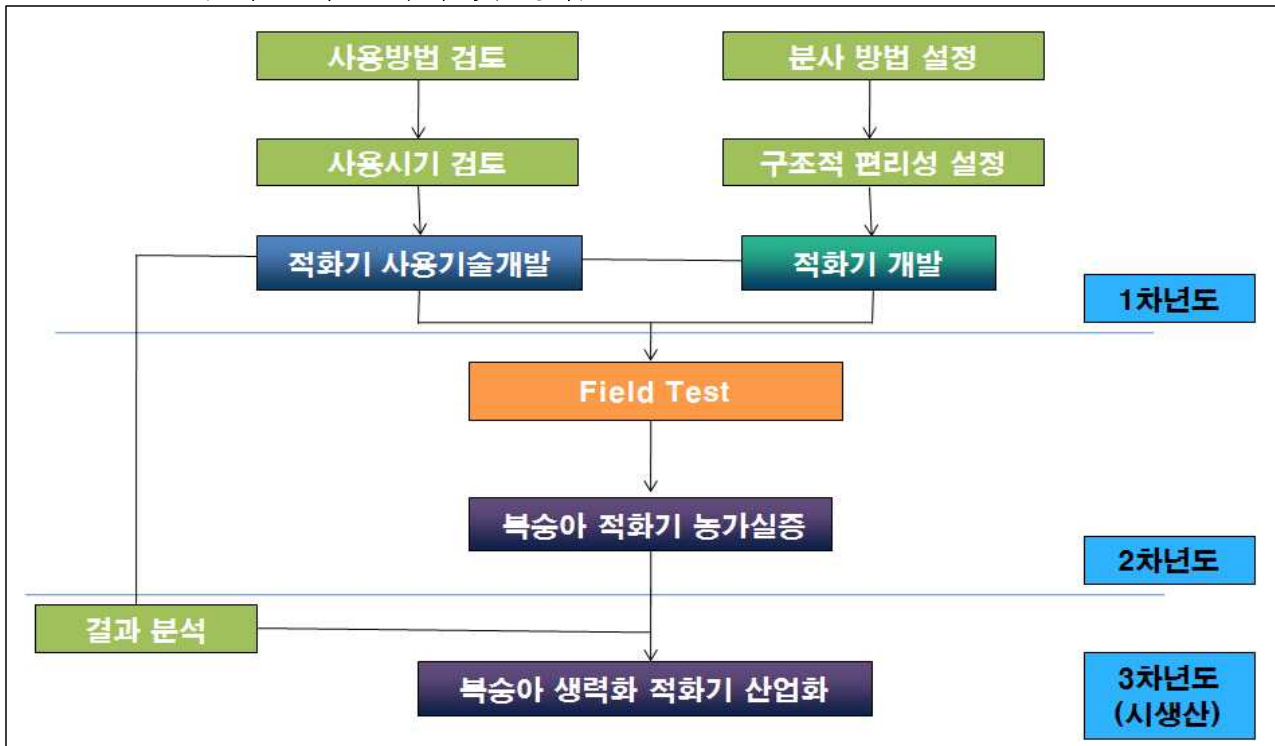 사용방법 검토
분사 방법 설정
사용시기 검토
구조적 편리성 설정
적화기 사용기술개발
적화기 개발
1차년도
Field Test
복숭아 적화기 농가실증
2차년도
결과 분석
복숭아 생력화 적화기 산업화
3차년도
(시생산)